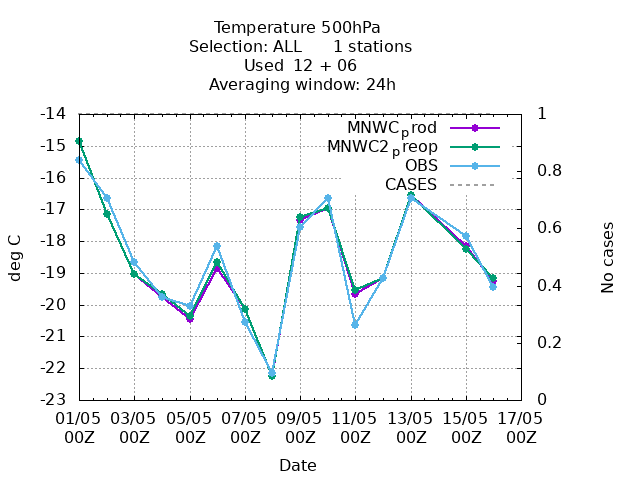 Temperature 500hPa
Selection: ALL 1 stations
Used 12 + 06
Averaging window: 24h
-14
-15
-16
-17
-18
-19
-20
-21
-22
-23
deg C
1
0.8
0.6
0.4
0.2
0
No cases
MNWCprod
MNWC2preop
OBS
CASES
01/05 03/05 05/05 07/05 09/05 11/05 13/05 15/05 17/05
00Z 00Z 00Z 00Z 00Z 00Z 00Z 00Z 00Z
Date